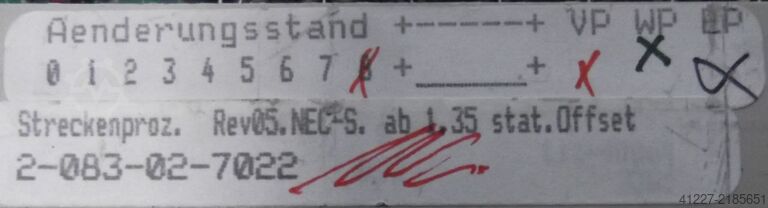 Aenderungsstand +-----+ VP WP EP
0 1 2 3 4 5 6 7 8 +_____+ x x x
Streckenproz. Rev05.NEC-S. ab 1.35 stat.Offset
2-083-02-7022
41227-2185651